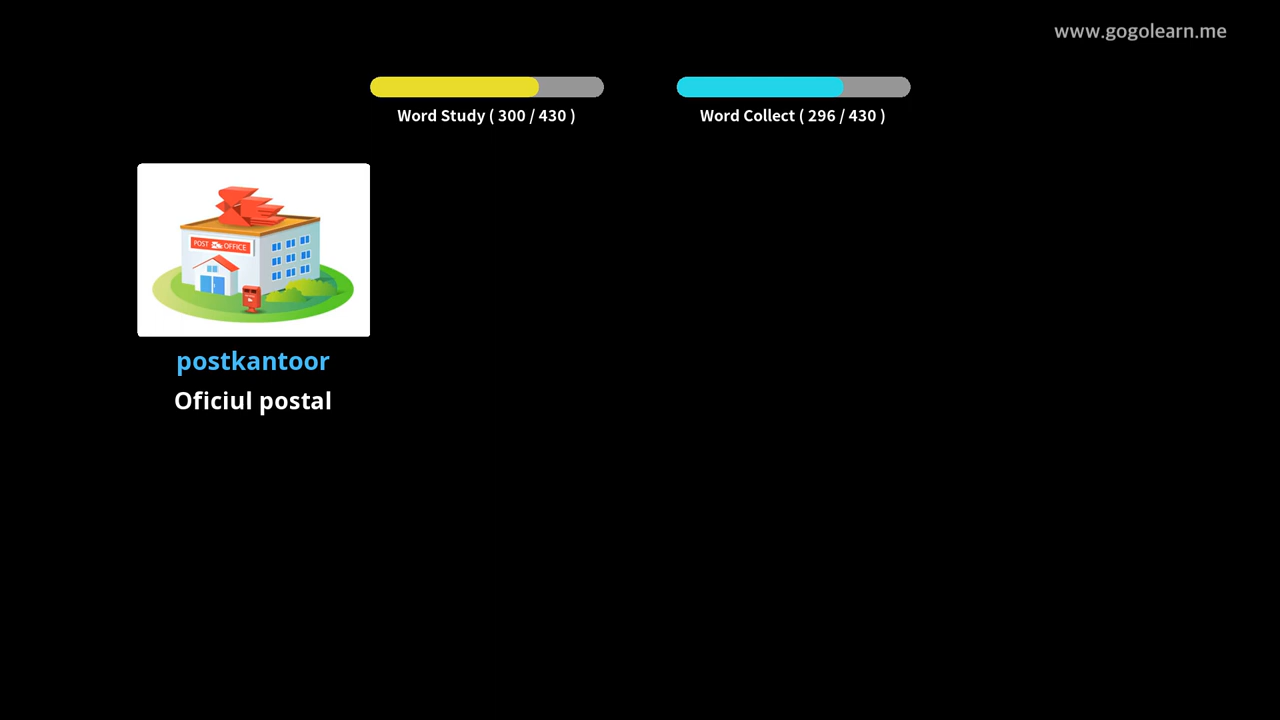 www.gogolearn.me
Word Study ( 300 / 430 )
Word Collect ( 296 / 430 )
POST OFFICE
postkantoor
Oficiul postal